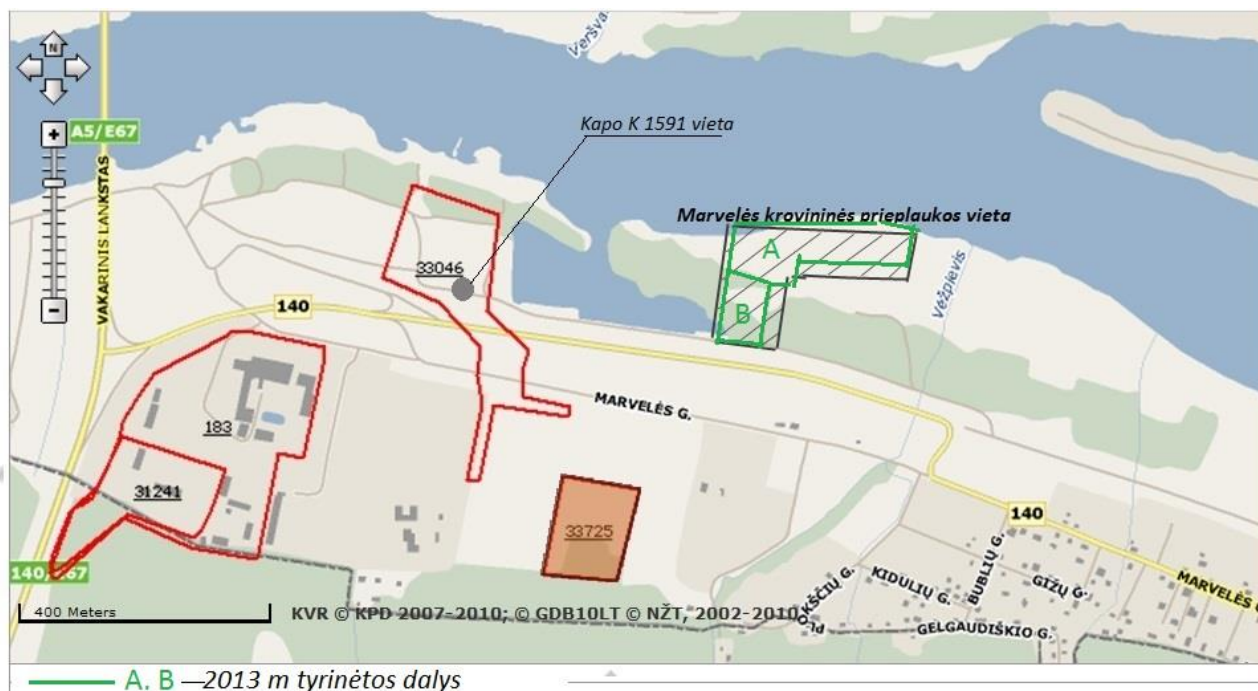 N
Veršva
+
A5/E67
Kapo K 1591 vieta
VAKARINIS LANKSTAS
Marvelės krovininės prieplaukos vieta
A
33046
Vėžpievis
140
B
–
MARVELĖS G.
183
31241
33725
140
140/E67
BUBLIŲ G.
KIDULIŲ G.
GIŽŲ G.
MARVELĖS
PLOKŠČIŲ G.
GELGAUDIŠKIO G.
400 Meters
KVR © KPD 2007-2010; © GDB10LT © NŽT, 2002-2010
A. B —2013 m tyrinėtos dalys